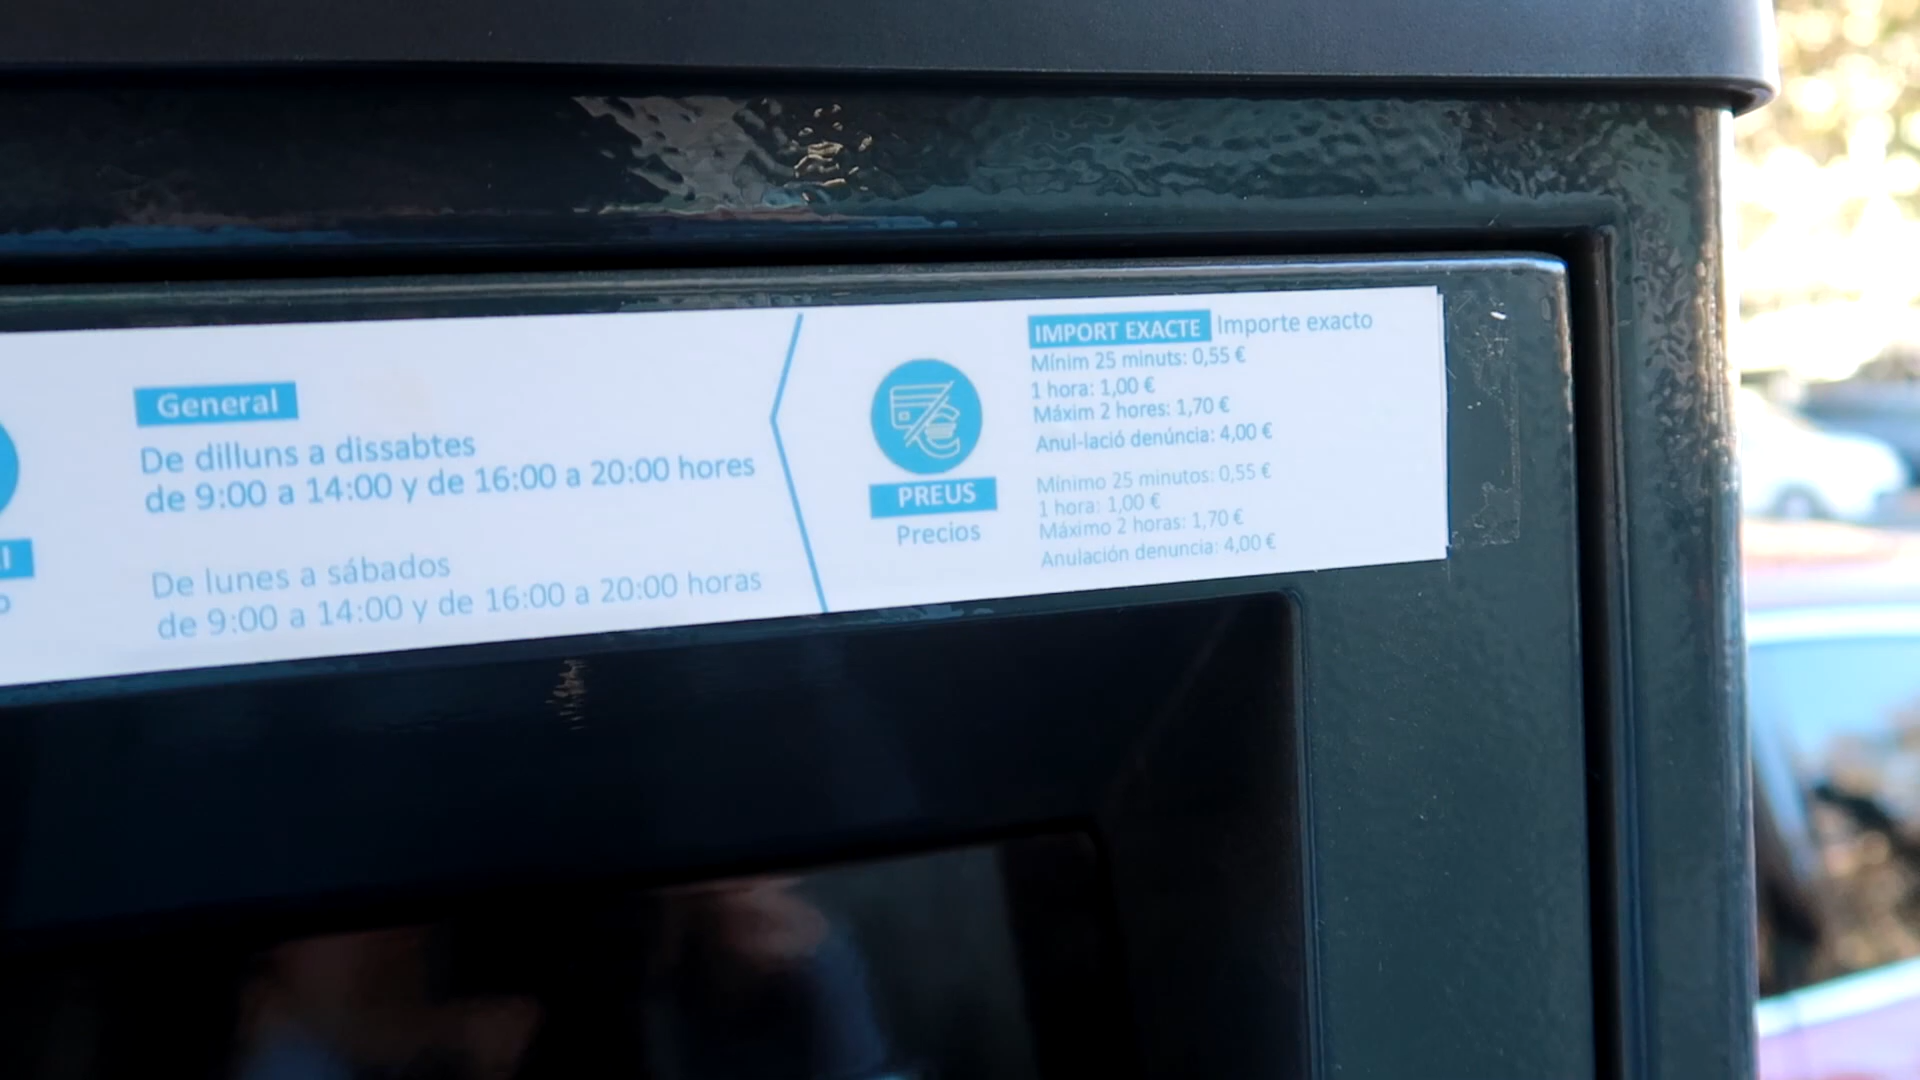 General
De dilluns a dissabtes
de 9:00 a 14:00 y de 16:00 a 20:00 hores
De lunes a sábados
de 9:00 a 14:00 y de 16:00 a 20:00 horas
PREUS
Precios
IMPORT EXACTE Importe exacto
Mínim 25 minuts: 0,55 €
1 hora: 1,00 €
Máxim 2 hores: 1,70 €
Anul-lació denúncia: 4,00 €
Mínimo 25 minutos: 0,55 €
1 hora: 1,00 €
Máximo 2 horas: 1,70 €
Anulación denuncia: 4,00 €